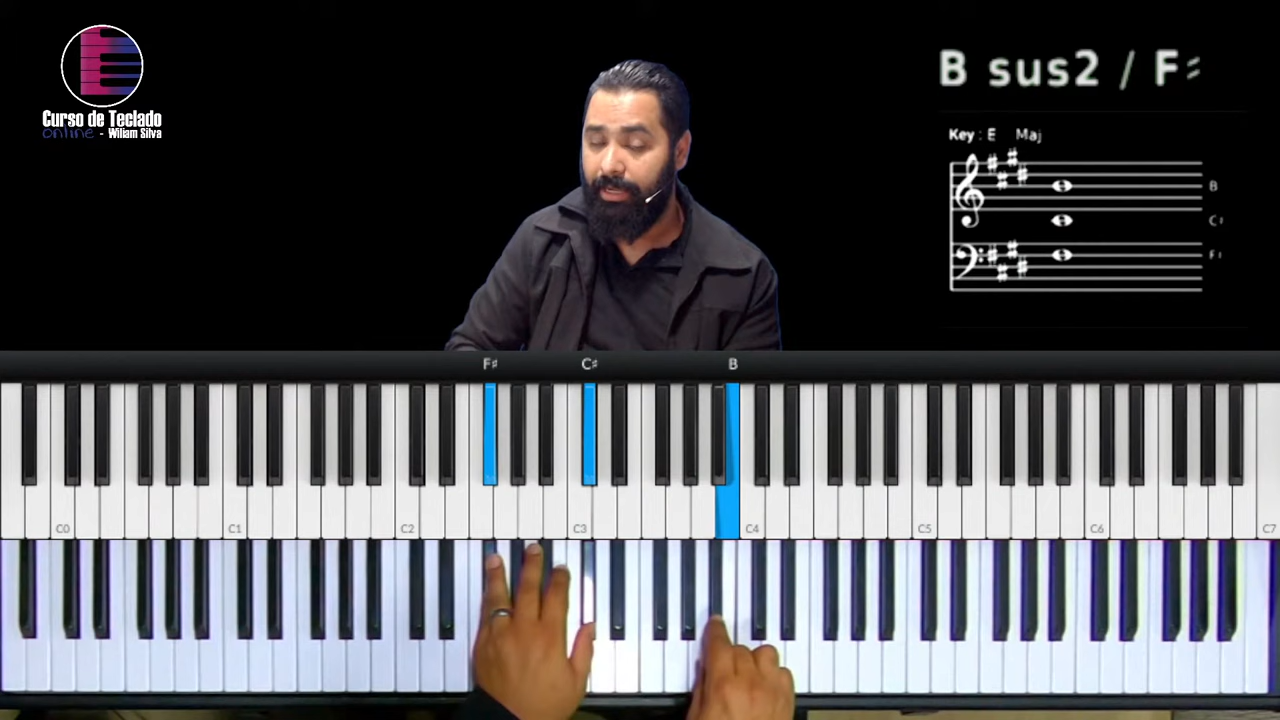 Curso de Teclado
online - Wiliam Silva
B sus2 / F♯
Key : E Maj
B
C♯
F♯
F♯ C♯ B
C0 C1 C2 C3 C4 C5 C6 C7